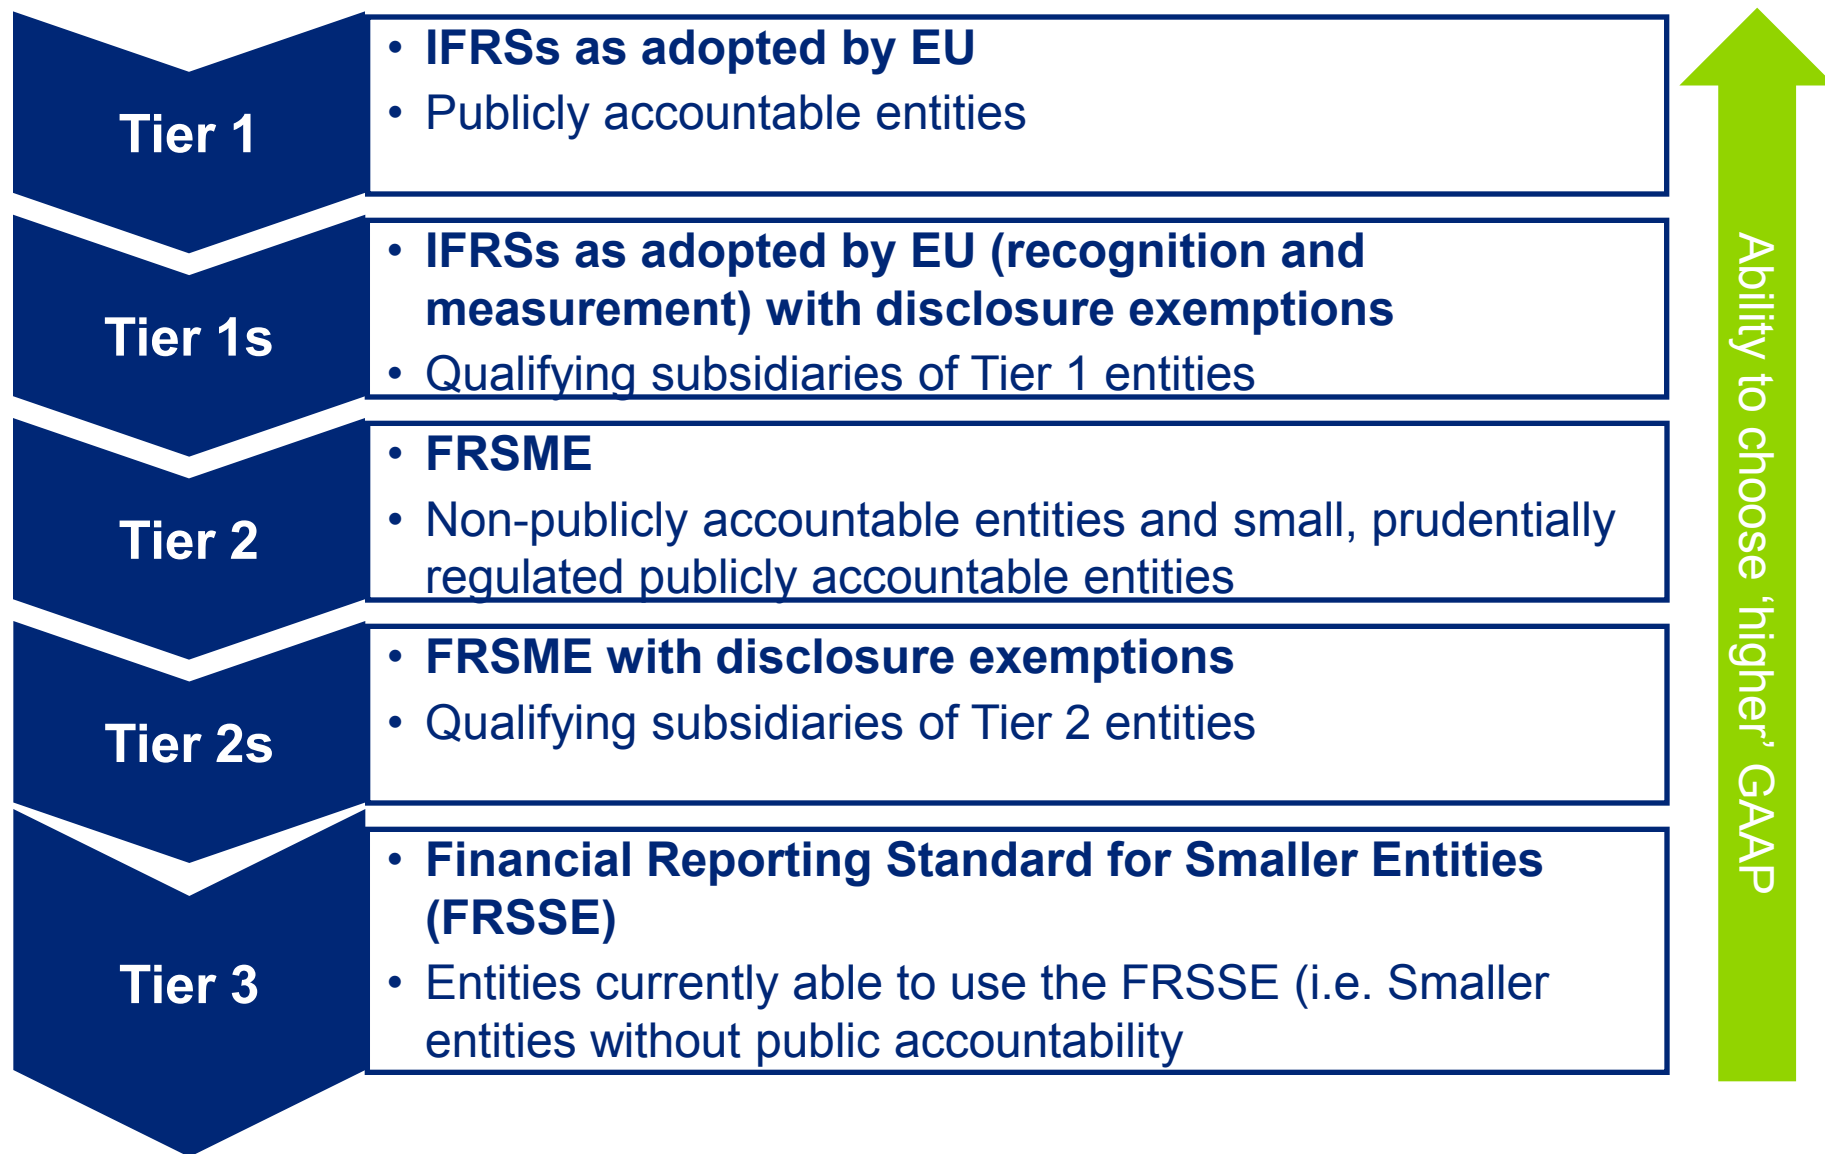 Tier 1
• IFRSs as adopted by EU
• Publicly accountable entities
Tier 1s
• IFRSs as adopted by EU (recognition and
measurement) with disclosure exemptions
• Qualifying subsidiaries of Tier 1 entities
Tier 2
• FRSME
• Non-publicly accountable entities and small, prudentially
regulated publicly accountable entities
Tier 2s
• FRSME with disclosure exemptions
• Qualifying subsidiaries of Tier 2 entities
Tier 3
• Financial Reporting Standard for Smaller Entities
(FRSSE)
• Entities currently able to use the FRSSE (i.e. Smaller
entities without public accountability
Ability to choose ‘higher’ GAAP